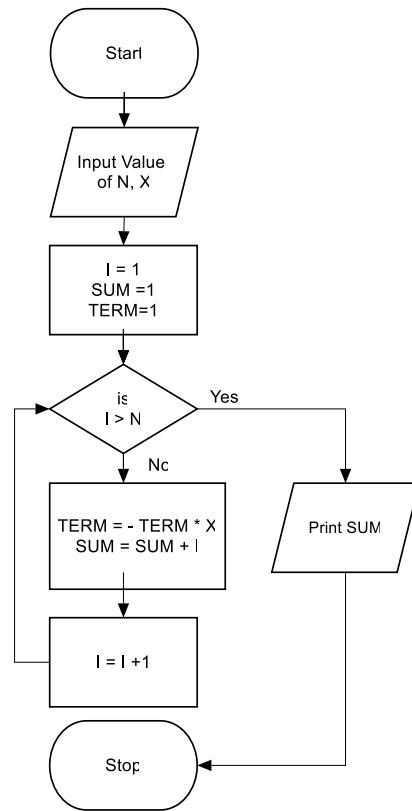 Start
Input Value
of N, X
I = 1
SUM =1
TERM=1
is
I > N
Yes
No
TERM = - TERM * X
SUM = SUM + I
Print SUM
I = I +1
Stop